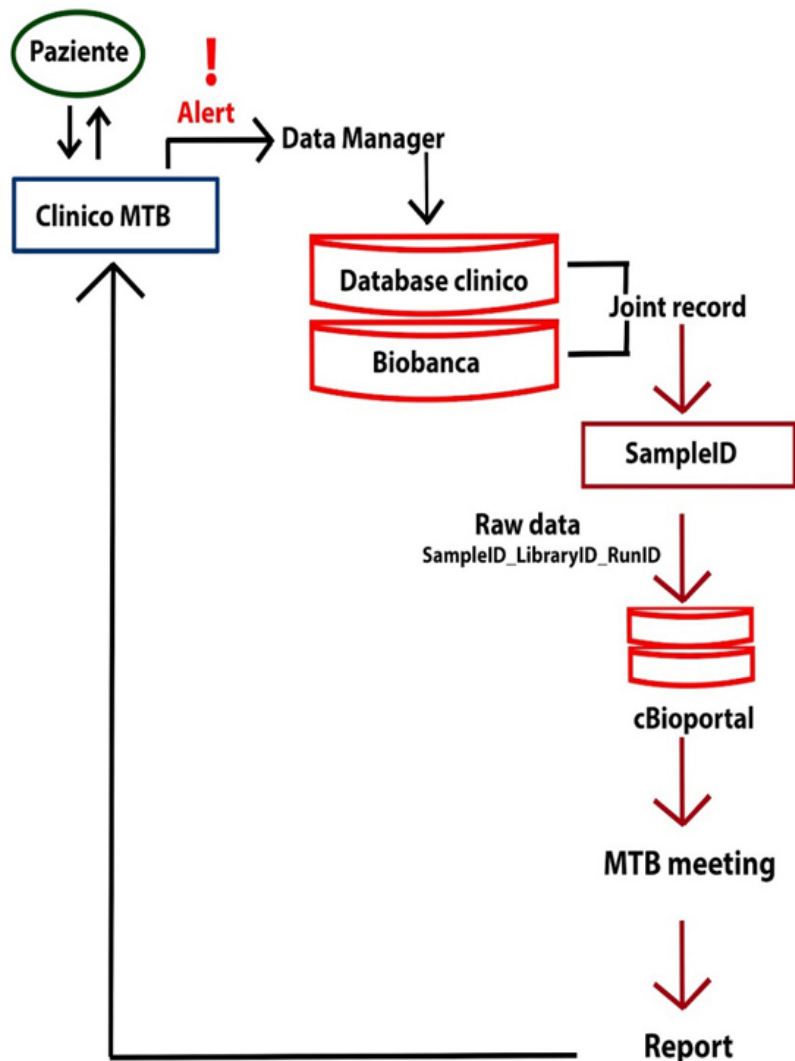 Paziente
!
Alert
Data Manager
Clinico MTB
Database clinico
Joint record
Biobanca
SampleID
Raw data
SampleID_LibraryID_RunID
cBioportal
MTB meeting
Report